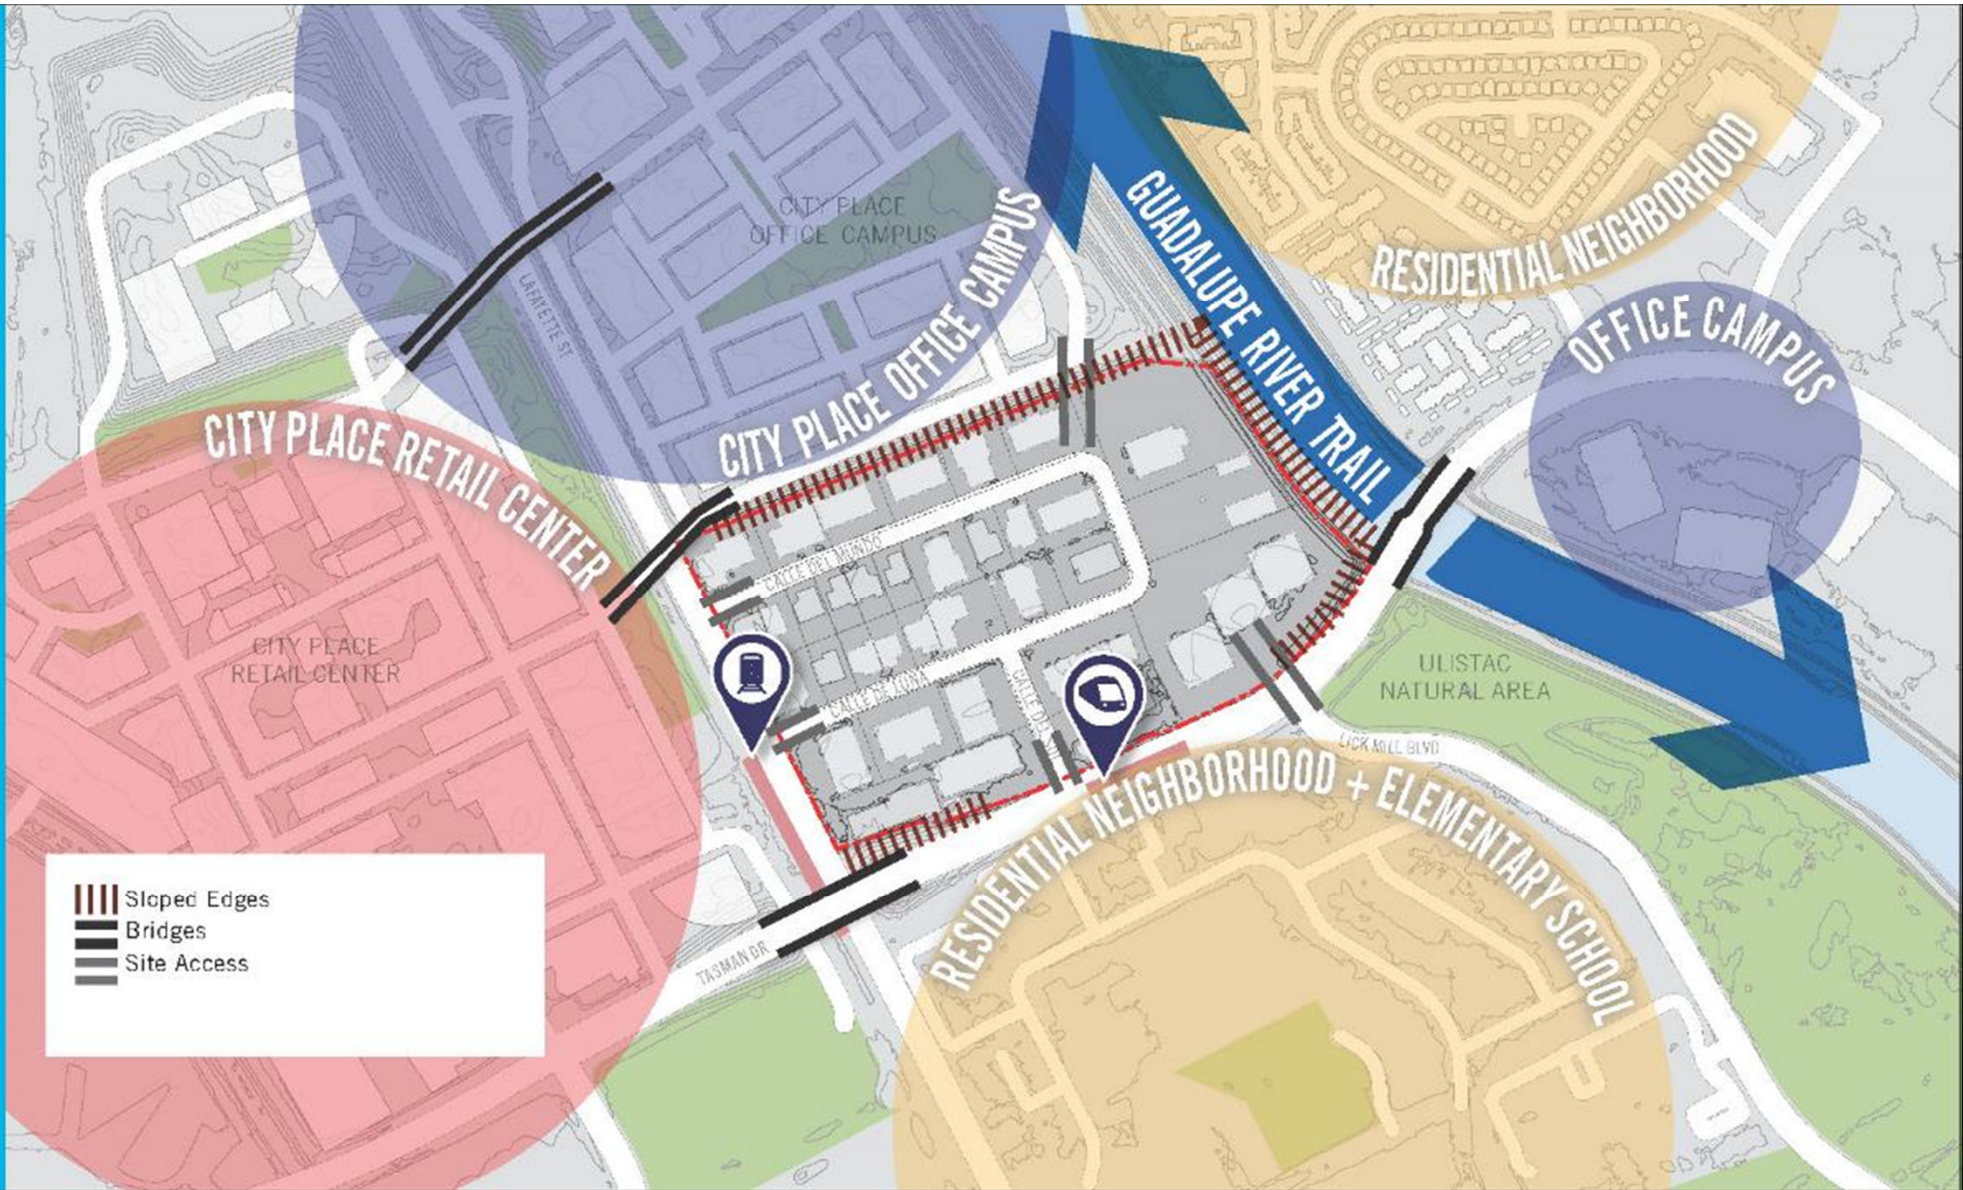 CITY PLACE
OFFICE CAMPUS
CITY PLACE OFFICE CAMPUS
GUADALUPE RIVER TRAIL
RESIDENTIAL NEIGHBORHOOD
OFFICE CAMPUS
LAFAYETTE ST
CITY PLACE RETAIL CENTER
CITY PLACE
RETAIL CENTER
CALLE DEL MUNDO
CALLE DE LUNA
ULISTAC
NATURAL AREA
LICK MILL BLVD
RESIDENTIAL NEIGHBORHOOD + ELEMENTARY SCHOOL
TASMAN DR
Sloped Edges
Bridges
Site Access